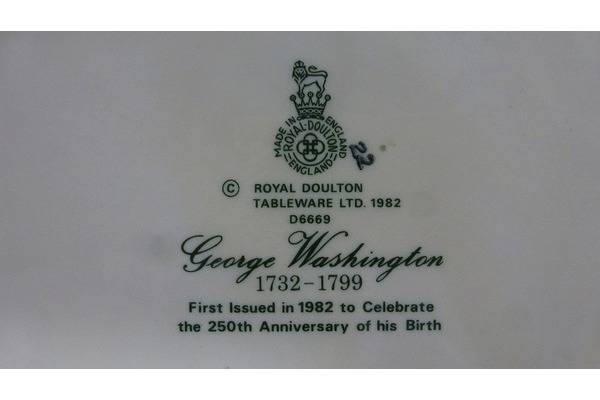 MADE IN ENGLAND
ROYAL-DOULTON
ENGLAND
22
© ROYAL DOULTON
TABLEWARE LTD. 1982
D6669
George Washington
1732-1799
First Issued in 1982 to Celebrate
the 250th Anniversary of his Birth